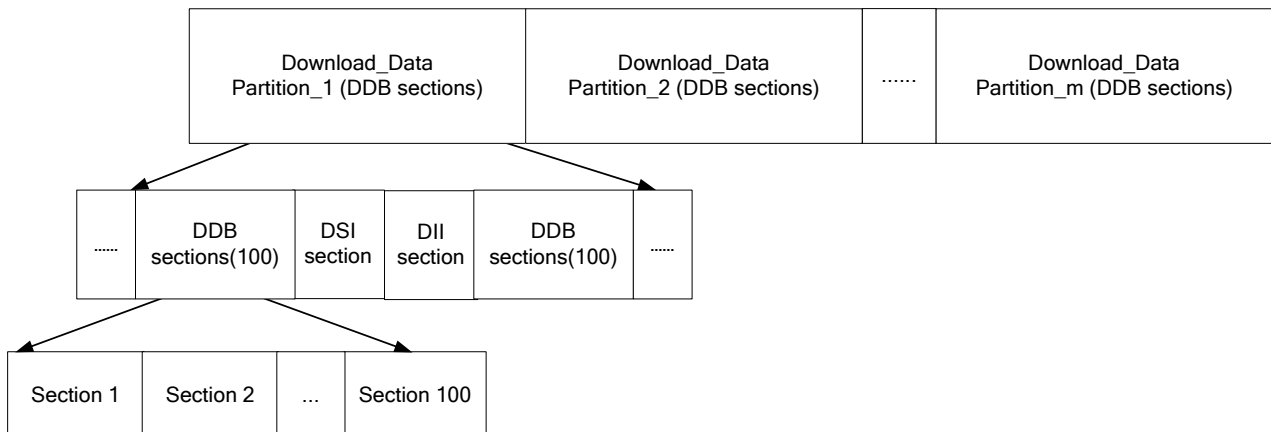 Download_Data
Partition_1 (DDB sections)
Download_Data
Partition_2 (DDB sections)
......
Download_Data
Partition_m (DDB sections)
......
DDB
sections(100)
DSI
section
DII
section
DDB
sections(100)
......
Section 1
Section 2
...
Section 100